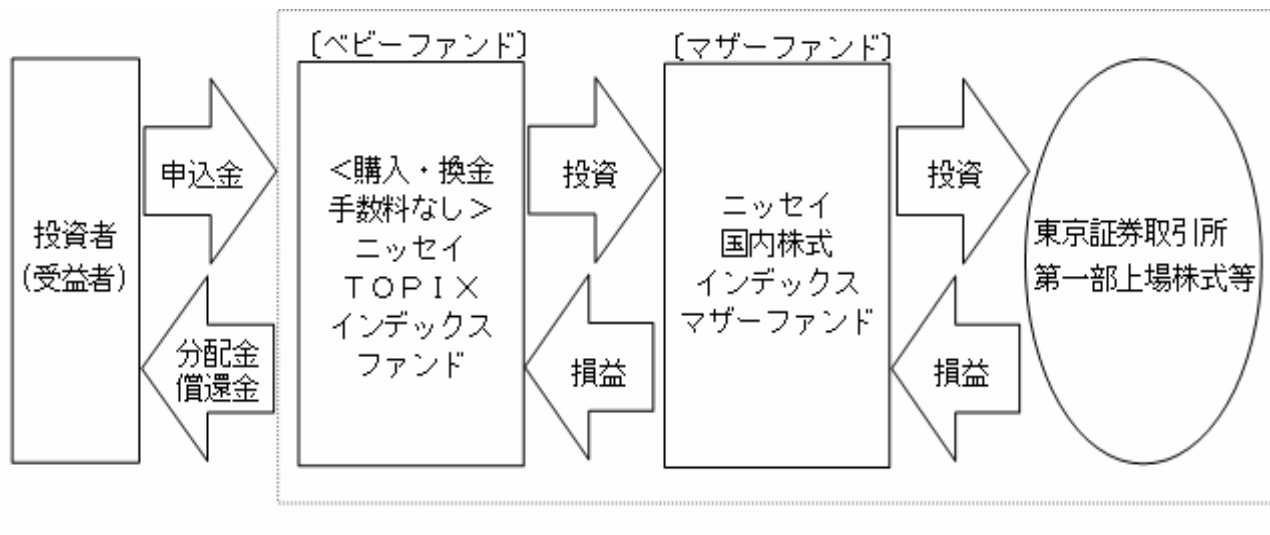 投資者
(受益者)
申込金
分配金
償還金
〔ベビーファンド〕
＜購入・換金
手数料なし＞
ニッセイ
ＴＯＰＩＸ
インデックス
ファンド
投資
損益
〔マザーファンド〕
ニッセイ
国内株式
インデックス
マザーファンド
投資
損益
東京証券取引所
第一部上場株式等